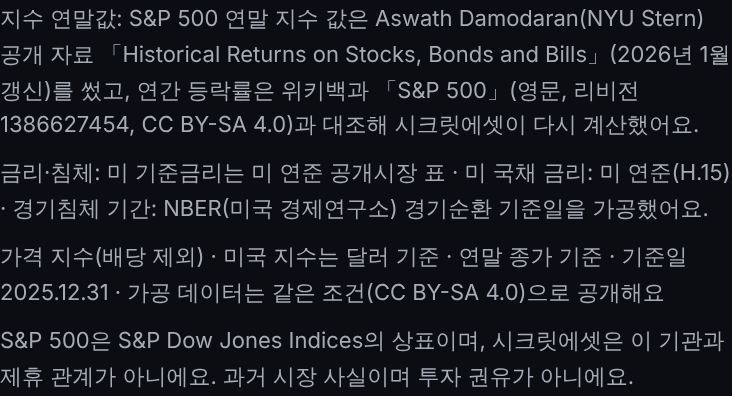 지수 연말값: S&P 500 연말 지수 값은 Aswath Damodaran(NYU Stern)
공개 자료 「Historical Returns on Stocks, Bonds and Bills」(2026년 1월
갱신)를 썼고, 연간 등락률은 위키백과 「S&P 500」(영문, 리비전
1386627454, CC BY-SA 4.0)과 대조해 시크릿에셋이 다시 계산했어요.
금리·침체: 미 기준금리는 미 연준 공개시장 표 · 미 국채 금리: 미 연준(H.15)
· 경기침체 기간: NBER(미국 경제연구소) 경기순환 기준일을 가공했어요.
가격 지수(배당 제외) · 미국 지수는 달러 기준 · 연말 종가 기준 · 기준일
2025.12.31 · 가공 데이터는 같은 조건(CC BY-SA 4.0)으로 공개해요
S&P 500은 S&P Dow Jones Indices의 상표이며, 시크릿에셋은 이 기관과
제휴 관계가 아니에요. 과거 시장 사실이며 투자 권유가 아니에요.